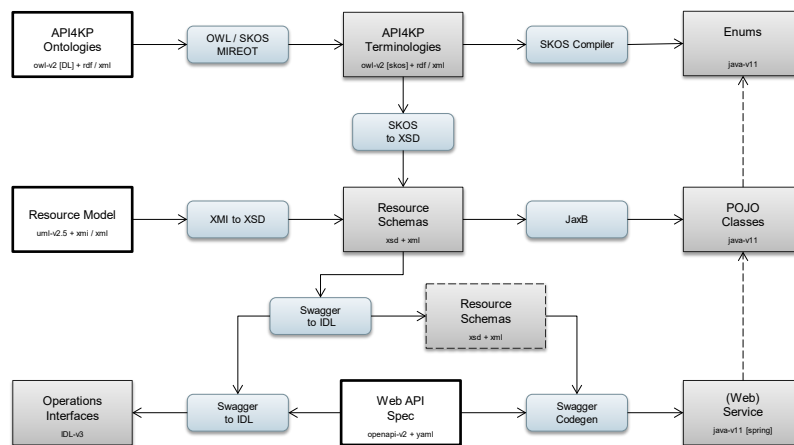 API4KP
Ontologies
owl-v2 [DL] + rdf / xml
OWL / SKOS
MIREOT
API4KP
Terminologies
owl-v2 [skos] + rdf / xml
SKOS Compiler
Enums
java-v11
SKOS
to XSD
Resource Model
uml-v2.5 + xmi / xml
XMI to XSD
Resource
Schemas
xsd + xml
JaxB
POJO
Classes
java-v11
Swagger
to IDL
Resource
Schemas
xsd + xml
Operations
Interfaces
IDL-v3
Swagger
to IDL
Web API
Spec
openapi-v2 + yaml
Swagger
Codegen
(Web)
Service
java-v11 [spring]